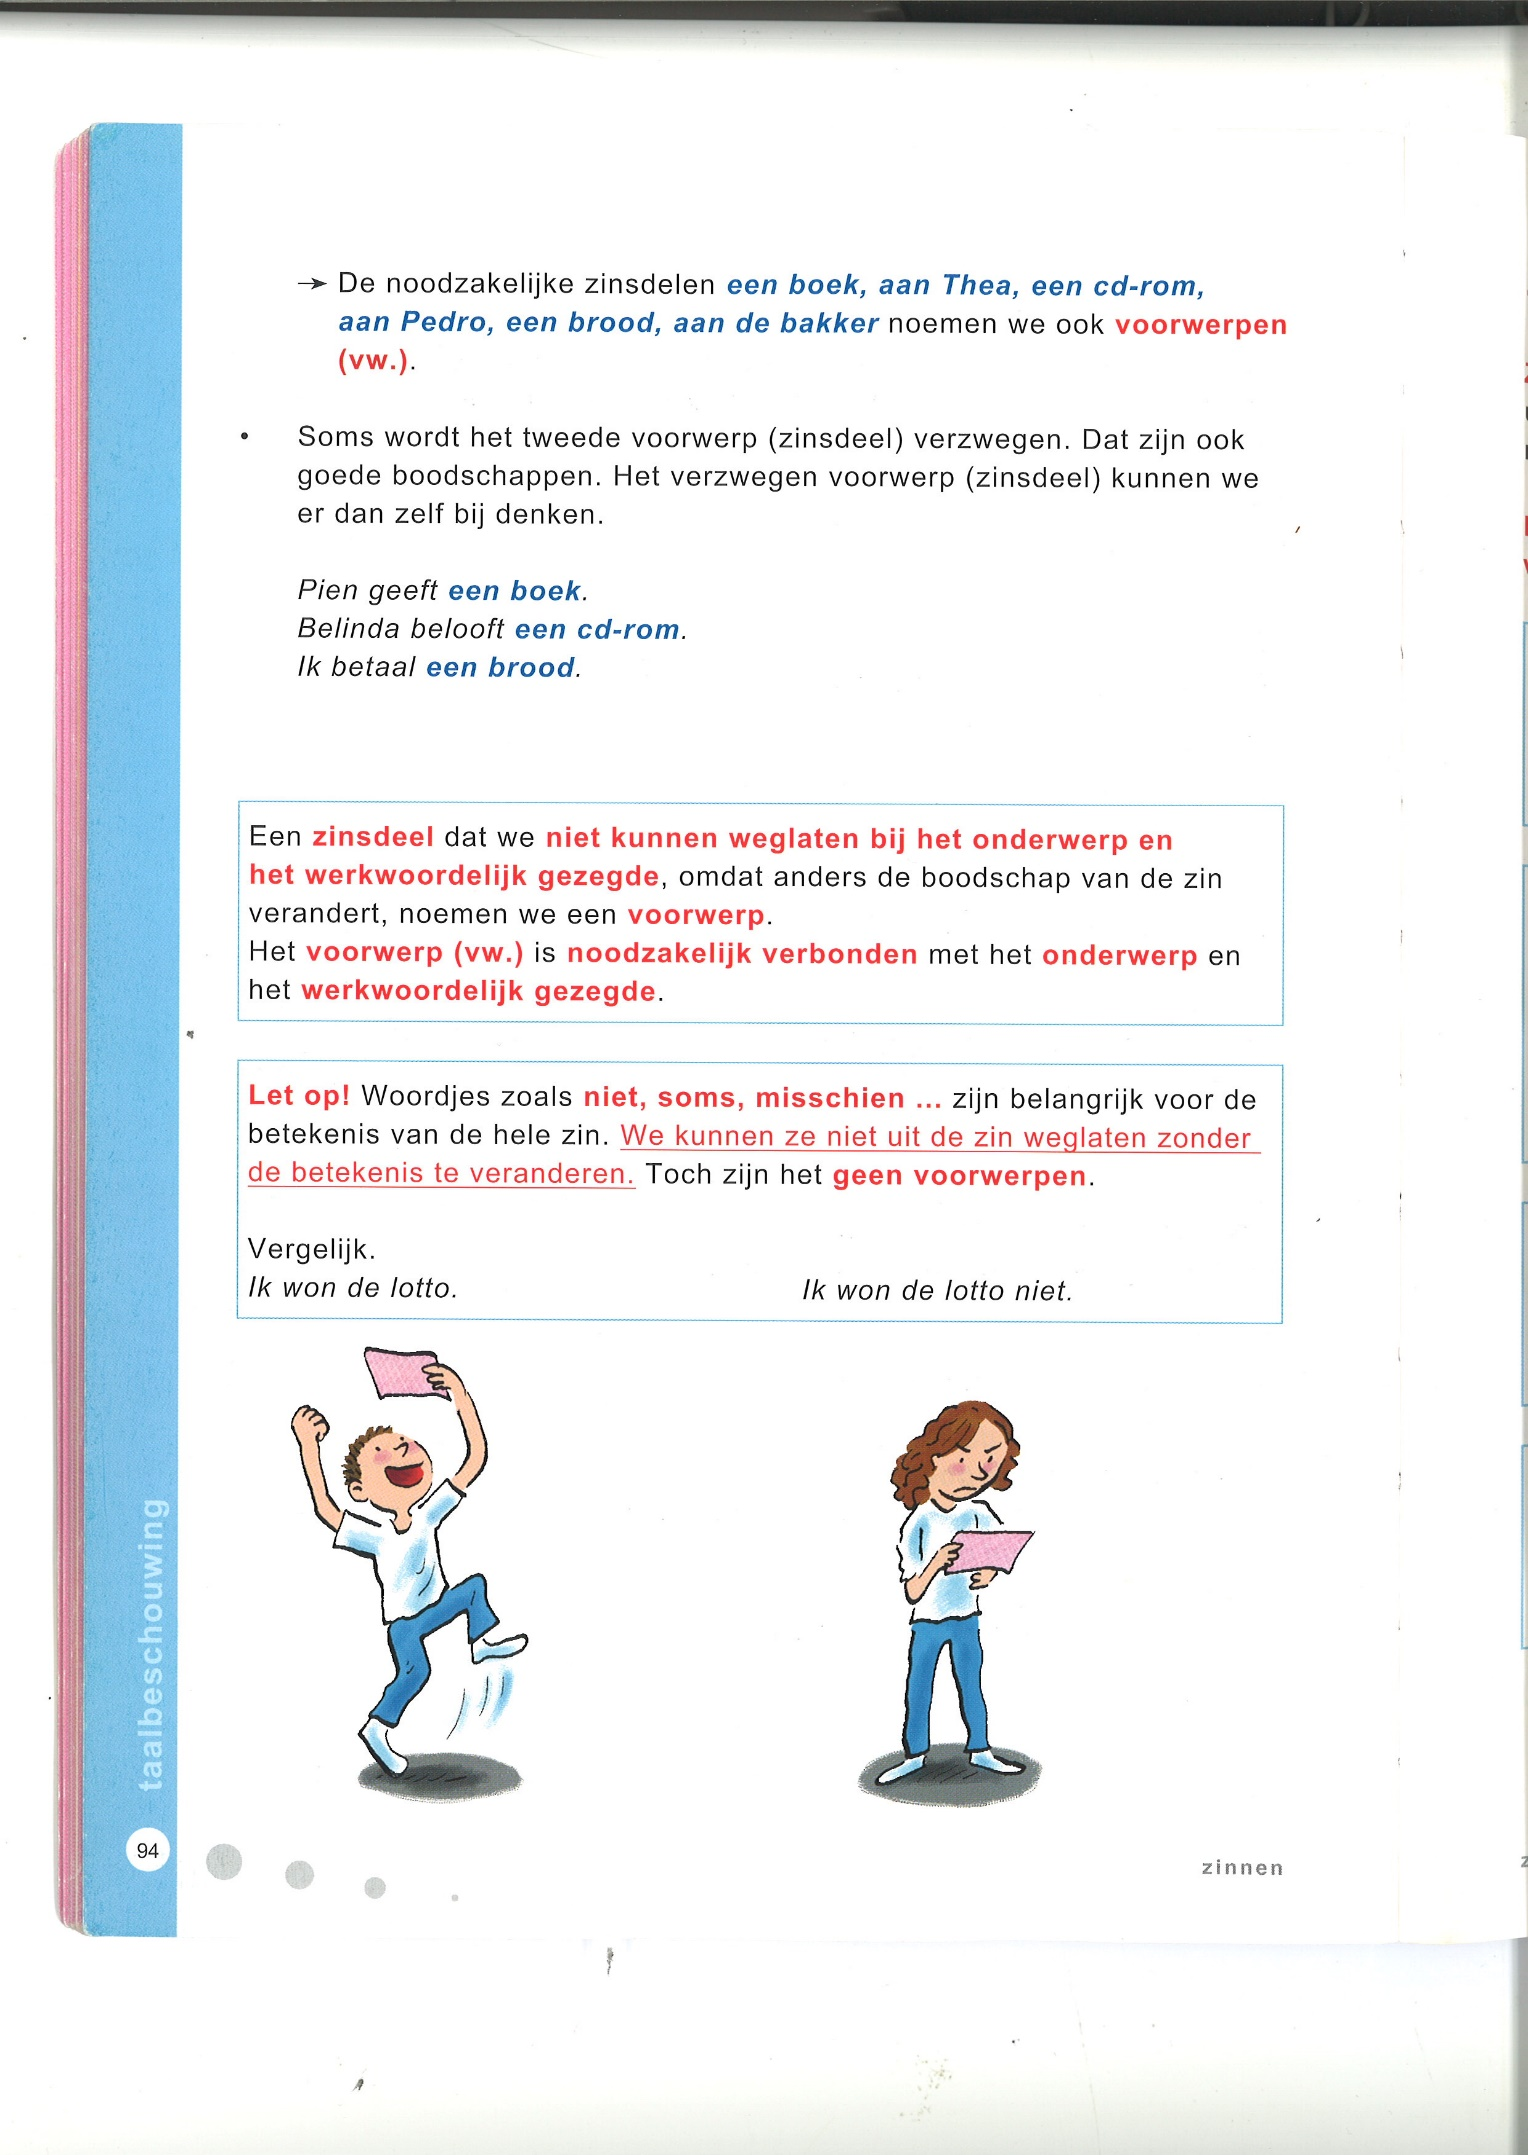 → De noodzakelijke zinsdelen een boek, aan Thea, een cd-rom,
aan Pedro, een brood, aan de bakker noemen we ook voorwerpen
(vw.).
• Soms wordt het tweede voorwerp (zinsdeel) verzwegen. Dat zijn ook
goede boodschappen. Het verzwegen voorwerp (zinsdeel) kunnen we
er dan zelf bij denken.
Pien geeft een boek.
Belinda belooft een cd-rom.
Ik betaal een brood.
Een zinsdeel dat we niet kunnen weglaten bij het onderwerp en
het werkwoordelijk gezegde, omdat anders de boodschap van de zin
verandert, noemen we een voorwerp.
Het voorwerp (vw.) is noodzakelijk verbonden met het onderwerp en
het werkwoordelijk gezegde.
Let op! Woordjes zoals niet, soms, misschien ... zijn belangrijk voor de
betekenis van de hele zin. We kunnen ze niet uit de zin weglaten zonder
de betekenis te veranderen. Toch zijn het geen voorwerpen.
Vergelijk.
Ik won de lotto.
Ik won de lotto niet.
taalbeschouwing
94
zinnen